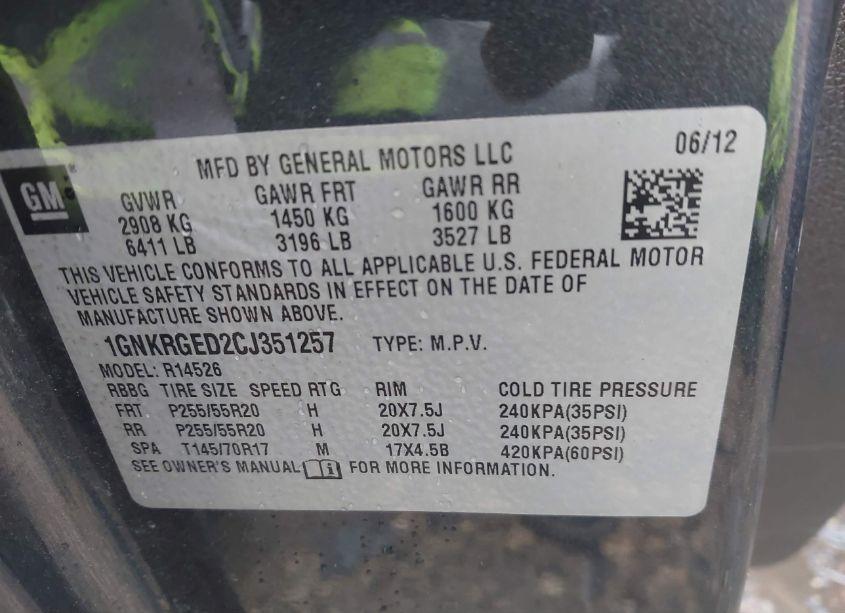 MFD BY GENERAL MOTORS LLC 06/12
GM
GVWR GAWR FRT GAWR RR
2908 KG 1450 KG 1600 KG
6411 LB 3196 LB 3527 LB
THIS VEHICLE CONFORMS TO ALL APPLICABLE U.S. FEDERAL MOTOR
VEHICLE SAFETY STANDARDS IN EFFECT ON THE DATE OF
MANUFACTURE SHOWN ABOVE.
1GNKRGED2CJ351257 TYPE: M.P.V.
MODEL: R14526
RBBG TIRE SIZE SPEED RTG RIM COLD TIRE PRESSURE
FRT P255/55R20 H 20X7.5J 240KPA(35PSI)
RR P255/55R20 H 20X7.5J 240KPA(35PSI)
SPA T145/70R17 M 17X4.5B 420KPA(60PSI)
SEE OWNER'S MANUAL FOR MORE INFORMATION.